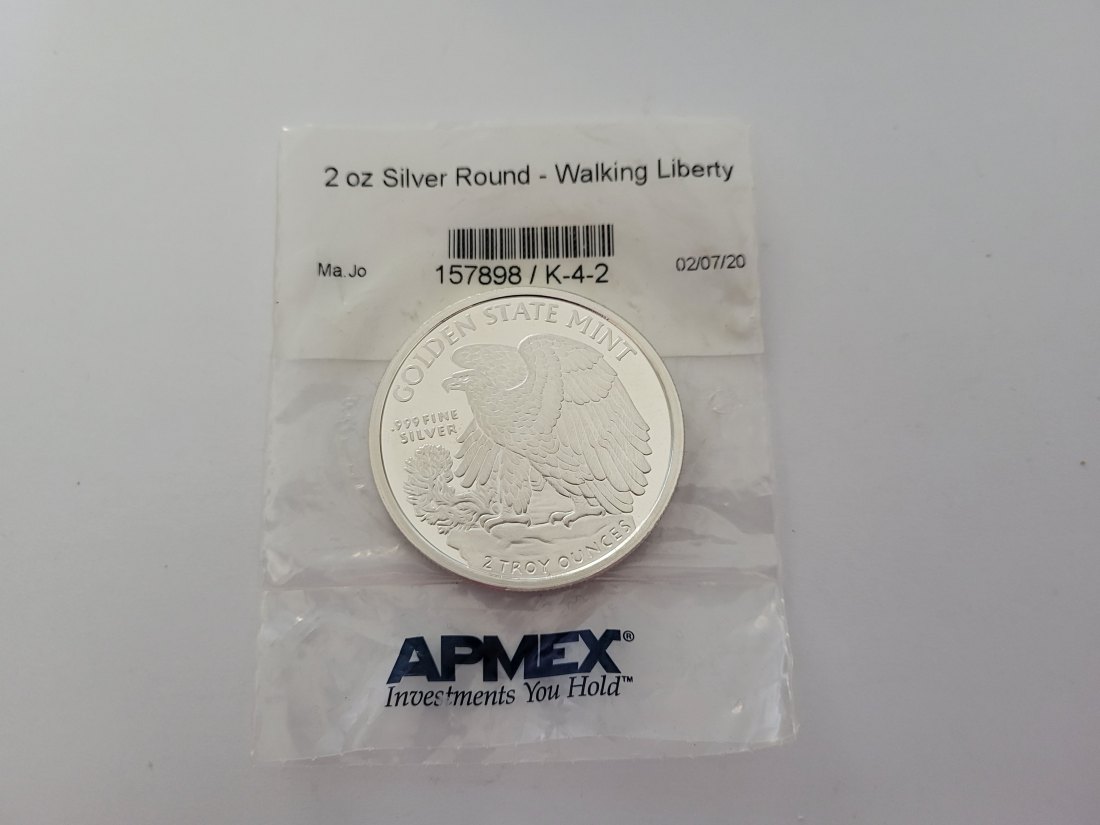 2 oz Silver Round - Walking Liberty
Ma.Jo
157898 / K-4-2
02/07/20
GOLDEN STATE MINT
.999 FINE
SILVER
2 TROY OUNCES
APMEX®
Investments You Hold™